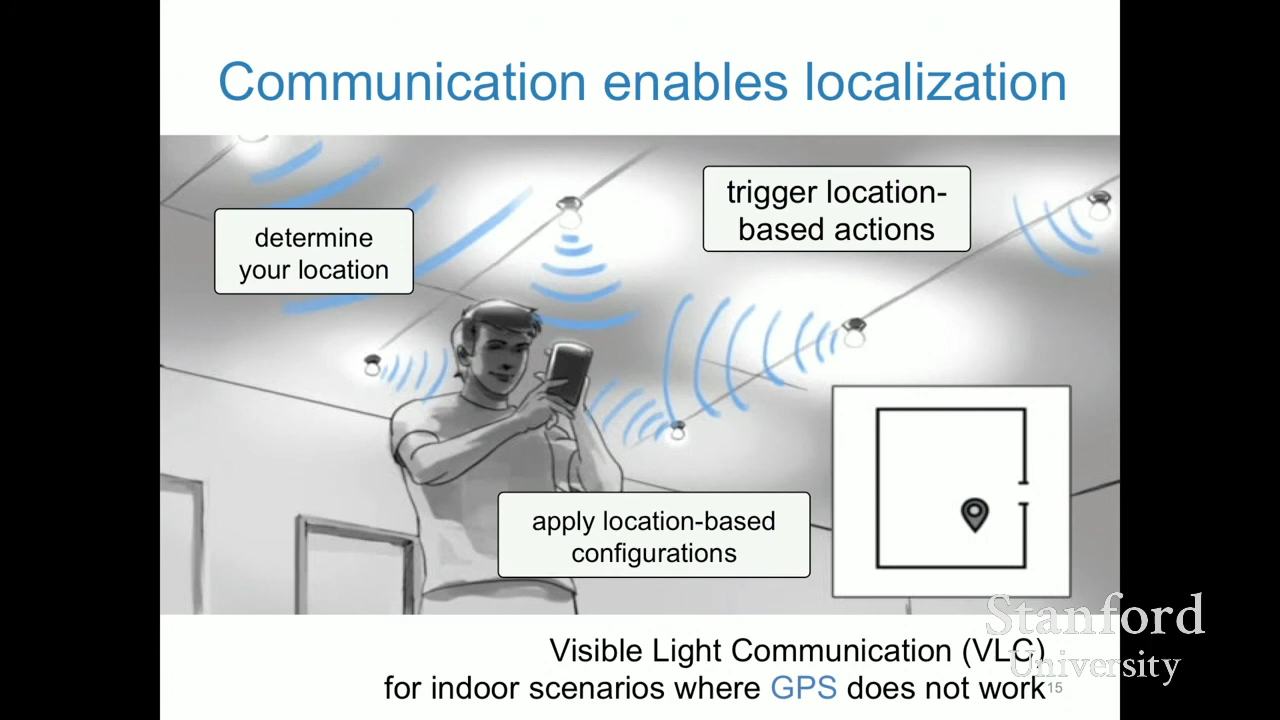 Communication enables localization
determine
your location
trigger location-
based actions
apply location-based
configurations
Visible Light Communication (VLC)
for indoor scenarios where GPS does not work
15
Stanford
University